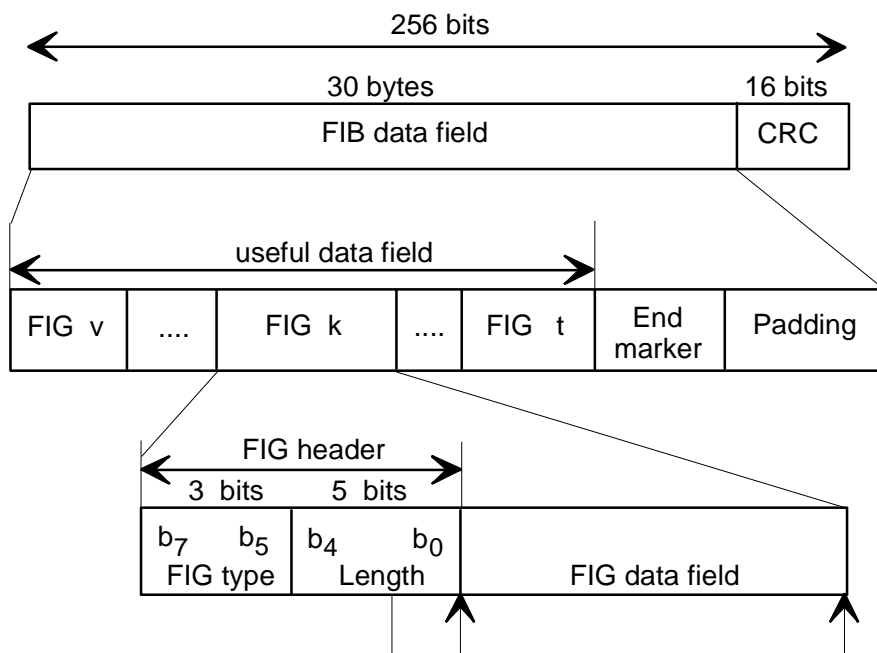 256 bits
30 bytes 16 bits
FIB data field CRC
useful data field
FIG v .... FIG k .... FIG t End marker Padding
FIG header
3 bits 5 bits
b7 b5 b4 b0
FIG type Length FIG data field